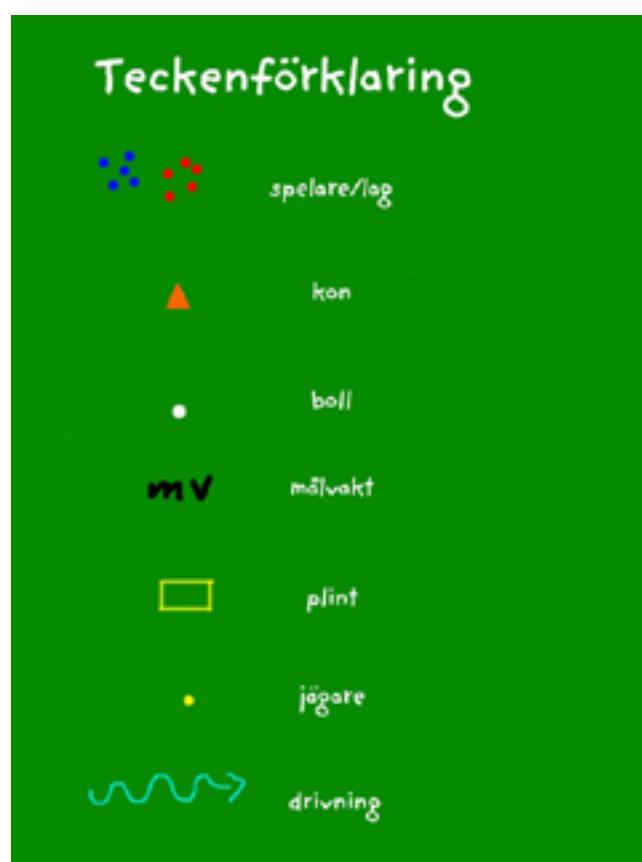 Teckenförklaring
spelare/lag
kon
boll
mv målvakt
plint
jägare
drivning